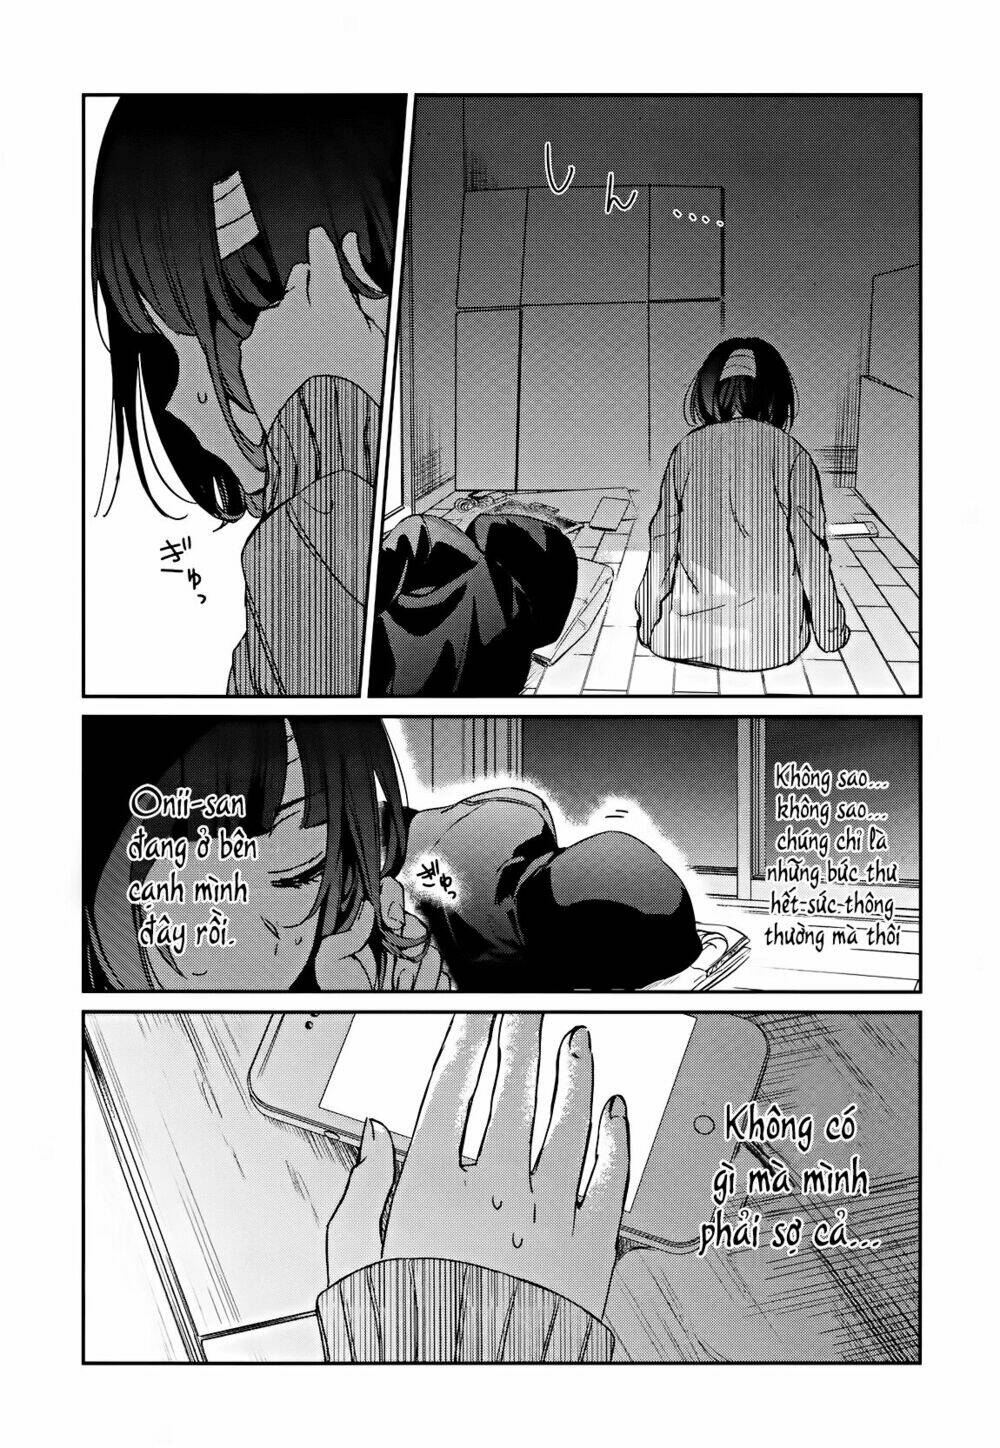 しん....
ぎゅっ
Không sao...
không sao...
chúng chỉ là
những bức thư
hết sức thông
thường mà thôi
ぎゅっ
Onii-san
đang ở bên
cạnh mình
đây rồi.
Không có
gì mà mình
phải sợ cả...